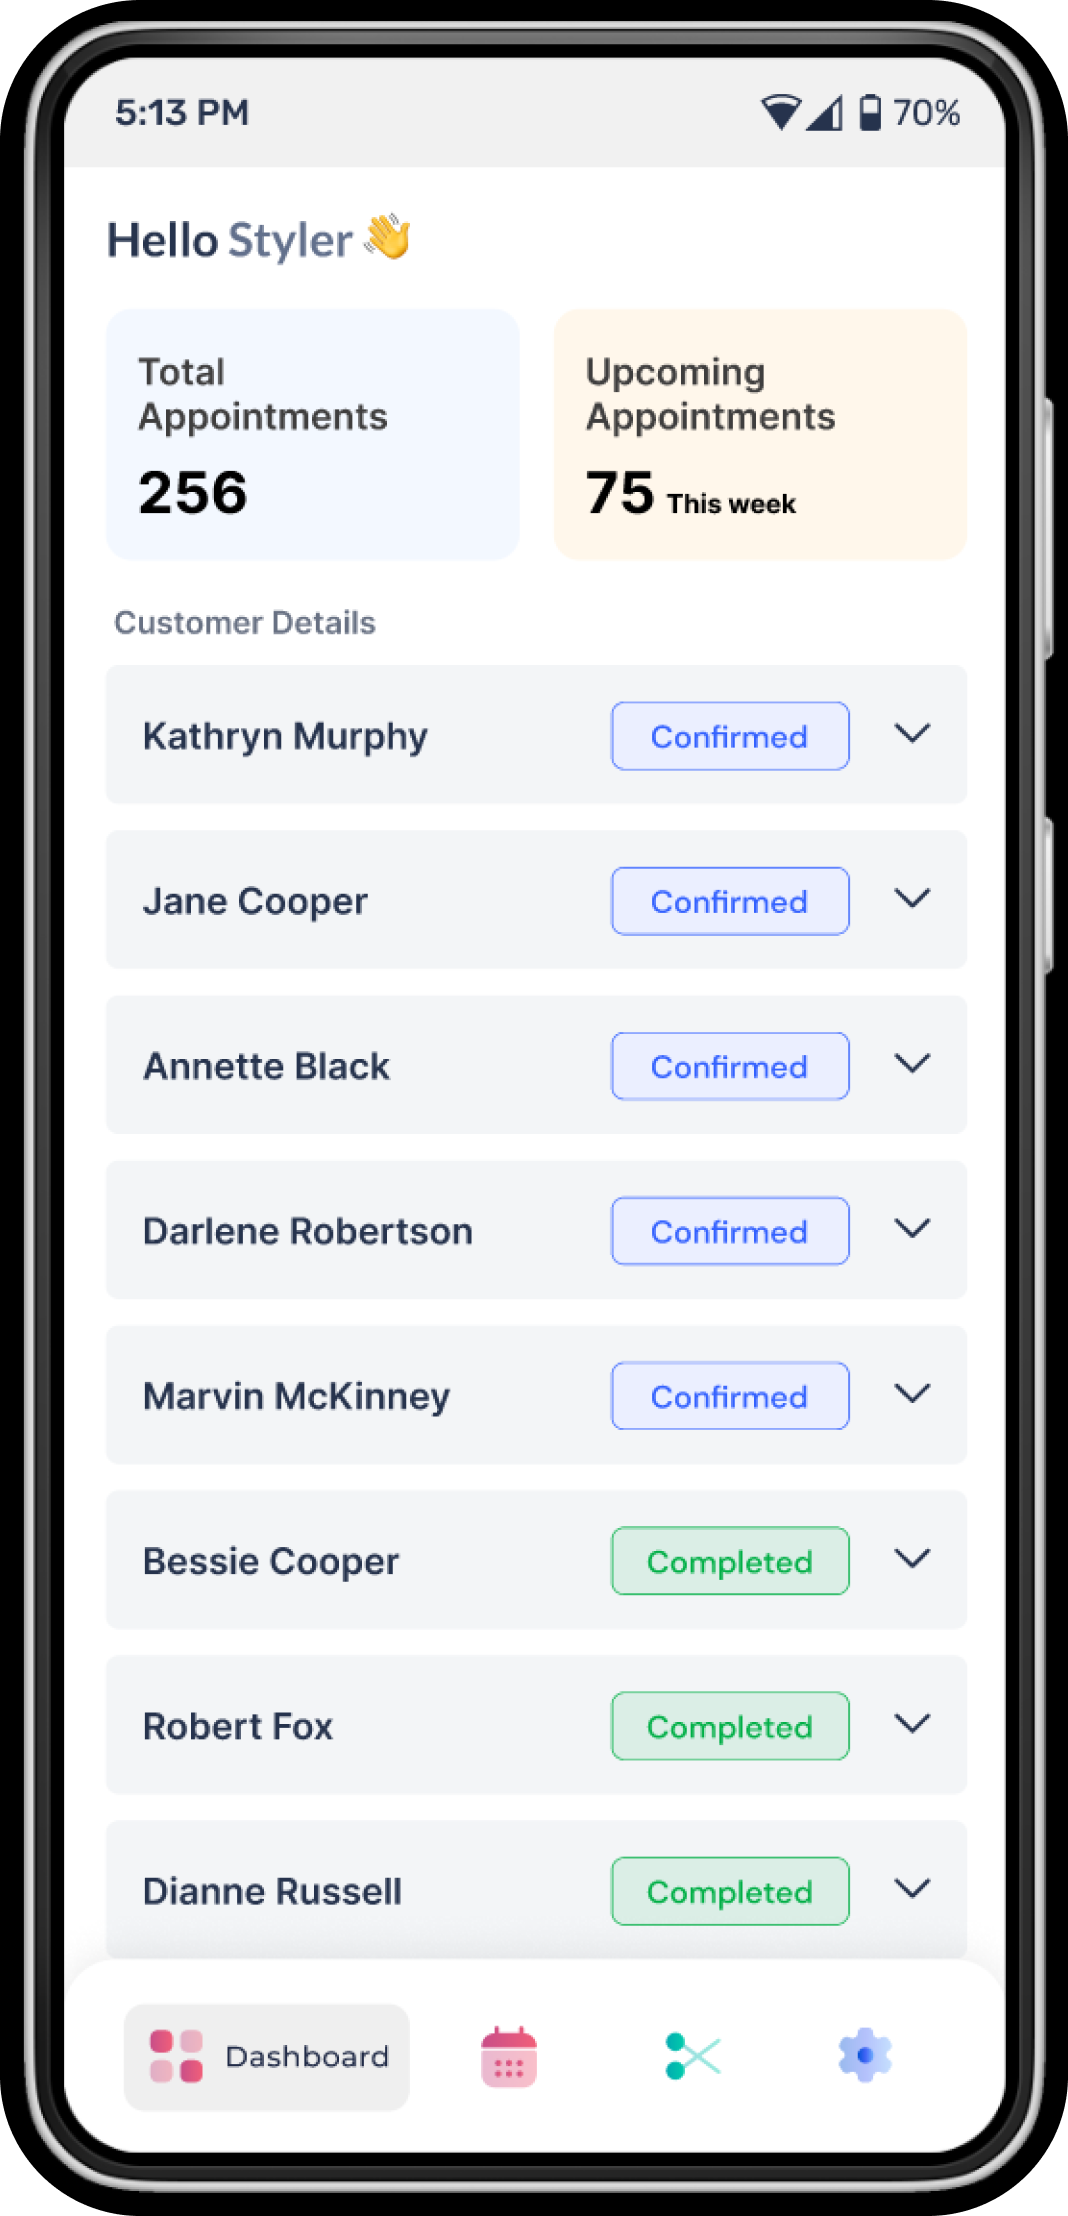 5:13 PM 70%
Hello Styler 👋
Total
Appointments
256
Upcoming
Appointments
75 This week
Customer Details
Kathryn Murphy Confirmed
Jane Cooper Confirmed
Annette Black Confirmed
Darlene Robertson Confirmed
Marvin McKinney Confirmed
Bessie Cooper Completed
Robert Fox Completed
Dianne Russell Completed
Dashboard